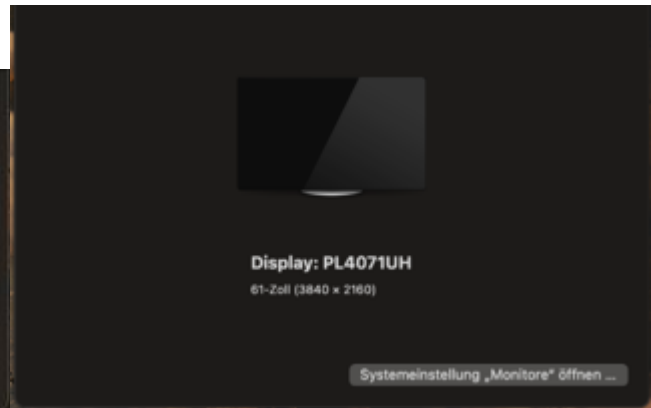 Display: PL4071UH
61-Zoll (3840 × 2160)
Systemeinstellung „Monitore“ öffnen ...